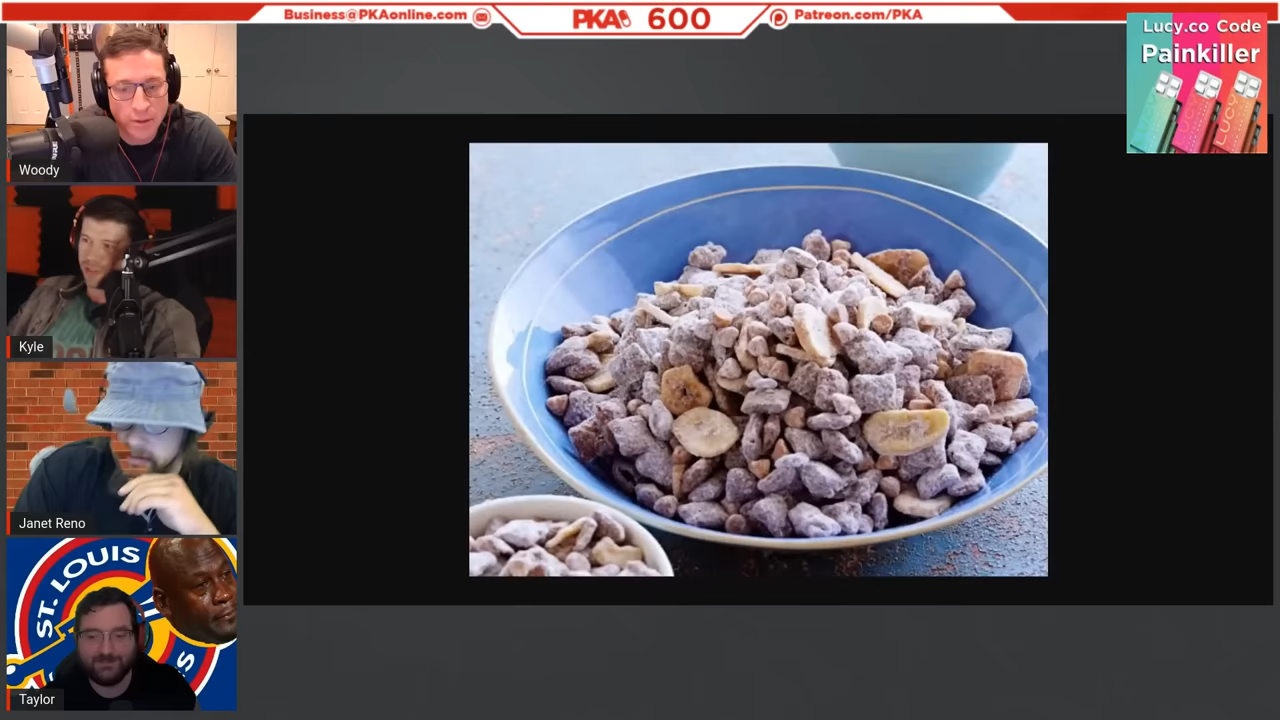 Business@PKAonline.com
PKA 600
Patreon.com/PKA
Lucy.co Code
Painkiller
LUCY
Woody
Kyle
Janet Reno
ST. LOUIS
Taylor